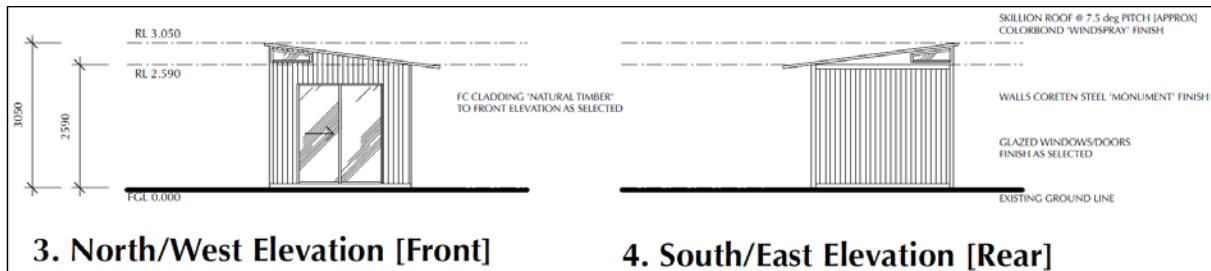 SKILLION ROOF @ 7.5 deg PITCH [APPROX]
COLORBOND 'WINDSPRAY' FINISH
RL 3.050
RL 2.590
3050
2590
FC CLADDING 'NATURAL TIMBER'
TO FRONT ELEVATION AS SELECTED
WALLS CORETEN STEEL 'MONUMENT' FINISH
GLAZED WINDOWS/DOORS
FINISH AS SELECTED
FGL 0.000
EXISTING GROUND LINE
3. North/West Elevation [Front]
4. South/East Elevation [Rear]